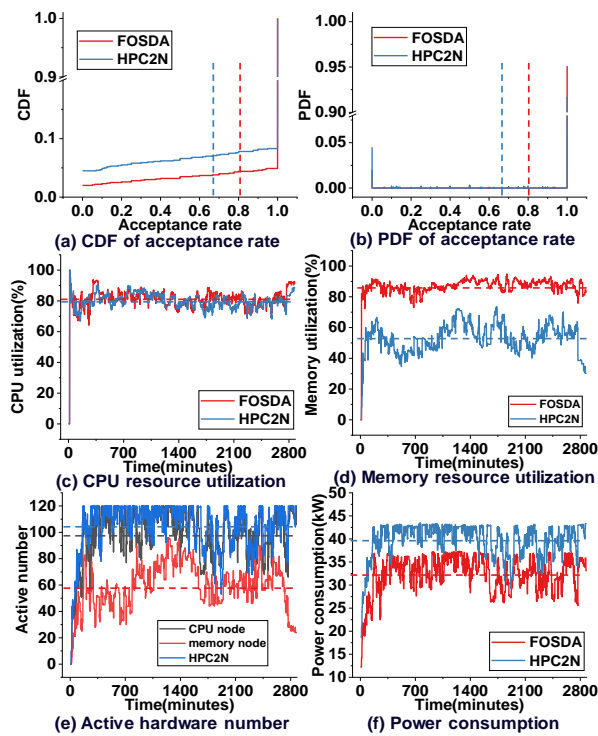 1.0
0.9
0.1
0.0
CDF
FOSDA
HPC2N
0.0 0.2 0.4 0.6 0.8 1.0
Acceptance rate
(a) CDF of acceptance rate
1.00
0.95
0.90
0.05
0.00
PDF
FOSDA
HPC2N
0.0 0.2 0.4 0.6 0.8 1.0
Acceptance rate
(b) PDF of acceptance rate
100
80
60
40
20
0
CPU utilization(%)
FOSDA
HPC2N
0 700 1400 2100 2800
Time(minutes)
(c) CPU resource utilization
100
80
60
40
20
0
Memory utilization(%)
FOSDA
HPC2N
0 700 1400 2100 2800
Time(minutes)
(d) Memory resource utilization
120
100
80
60
40
20
0
Active number
CPU node
memory node
HPC2N
0 700 1400 2100 2800
Time(minutes)
(e) Active hardware number
50
45
40
35
30
25
20
15
10
Power consumption(kW)
FOSDA
HPC2N
0 700 1400 2100 2800
Time(minutes)
(f) Power consumption